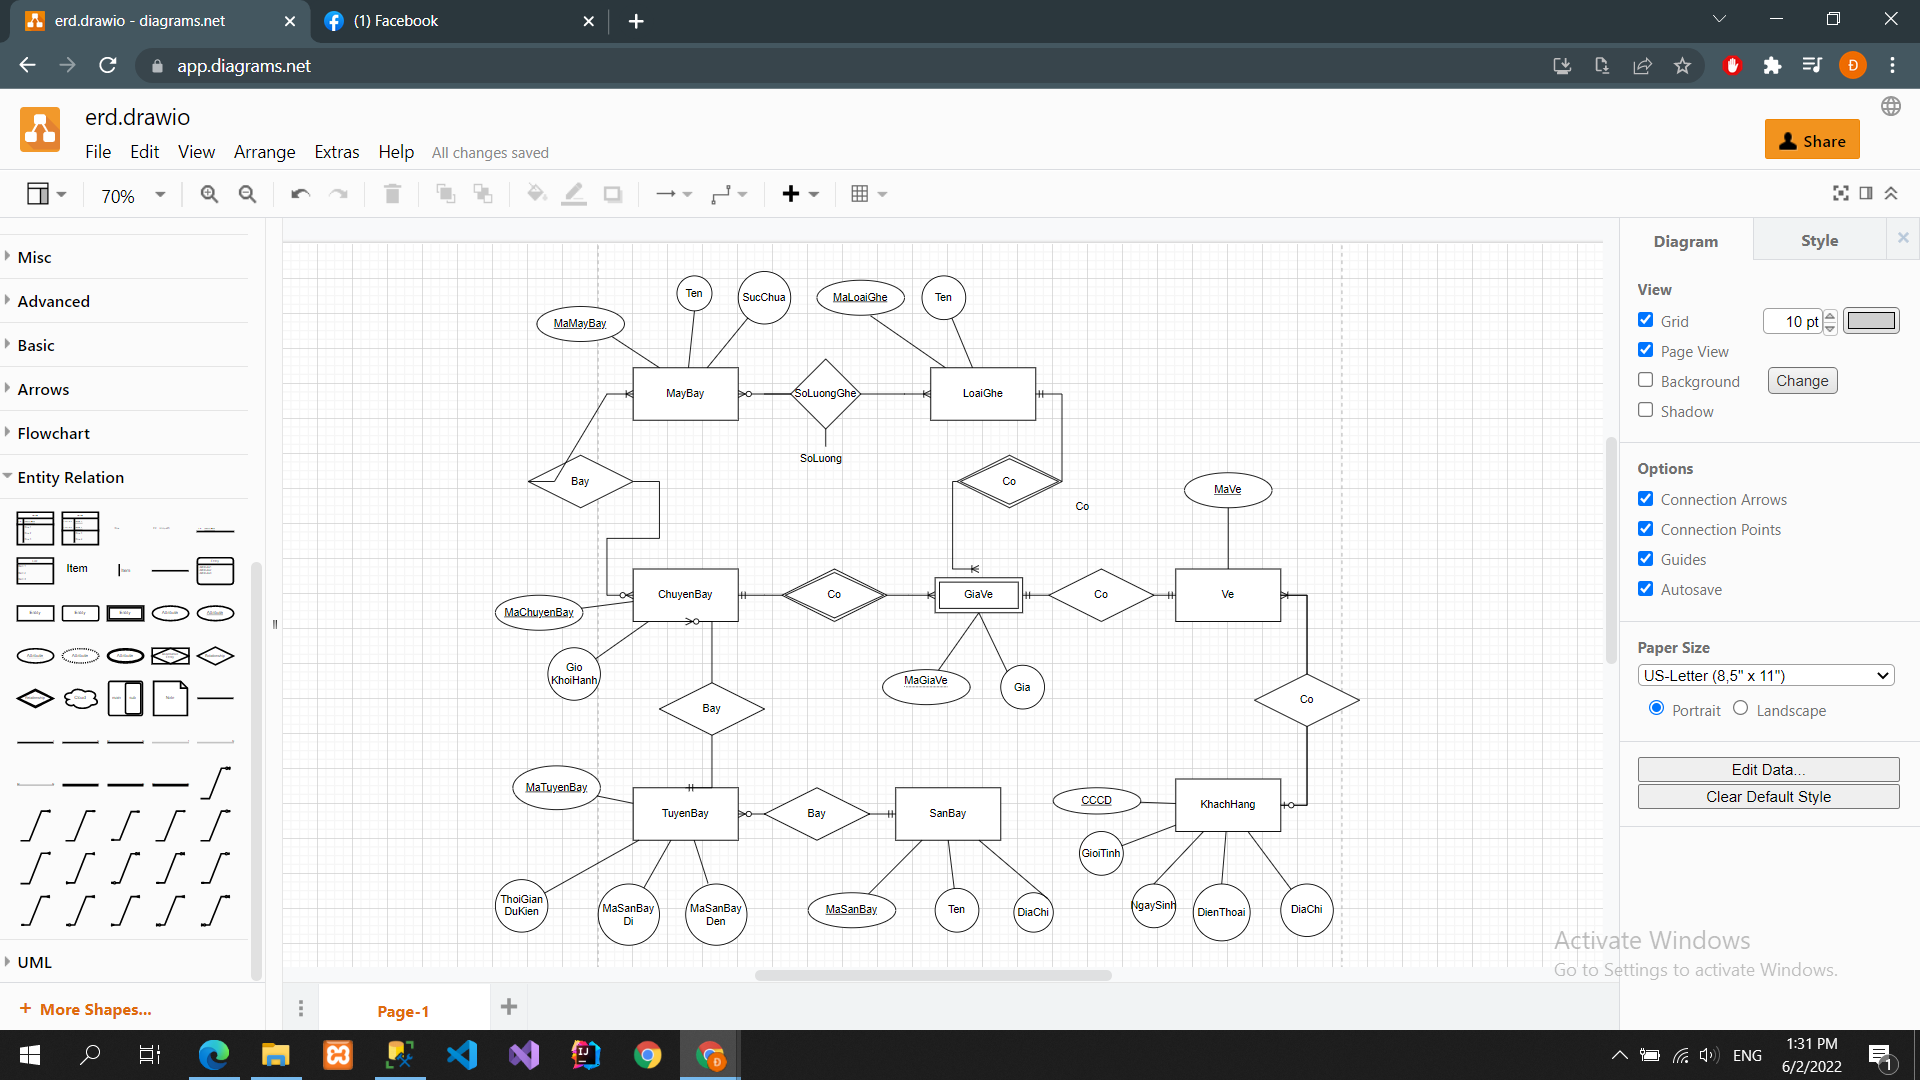 erd.drawio - diagrams.net
(1) Facebook
app.diagrams.net
Đ
erd.drawio
File Edit View Arrange Extras Help All changes saved
Share
70%
Misc
Advanced
Basic
Arrows
Flowchart
Entity Relation
Item
UML
+ More Shapes...
Ten
SucChua
MaLoaiGhe
Ten
MaMayBay
MayBay
SoLuongGhe
LoaiGhe
SoLuong
Bay
Co
Co
MaVe
ChuyenBay
Co
GiaVe
Co
Ve
MaChuyenBay
Gio
KhoiHanh
MaGiaVe
Gia
Bay
Co
MaTuyenBay
TuyenBay
Bay
SanBay
CCCD
KhachHang
GioiTinh
ThoiGian
DuKien
MaSanBay
Di
MaSanBay
Den
MaSanBay
Ten
DiaChi
NgaySinh
DienThoai
DiaChi
Diagram
Style
View
Grid
10 pt
Page View
Background
Change
Shadow
Options
Connection Arrows
Connection Points
Guides
Autosave
Paper Size
US-Letter (8,5" x 11")
Portrait
Landscape
Edit Data...
Clear Default Style
Activate Windows
Go to Settings to activate Windows.
Page-1
ENG
1:31 PM
6/2/2022
1